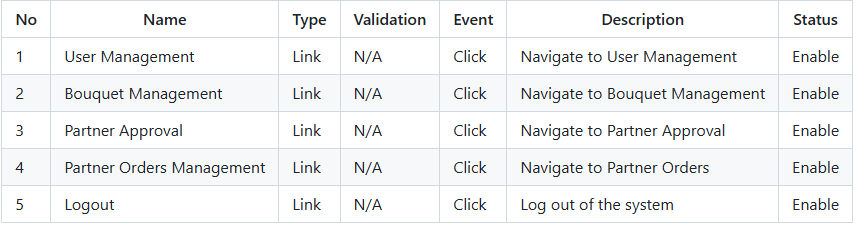 No Name Type Validation Event Description Status
1 User Management Link N/A Click Navigate to User Management Enable
2 Bouquet Management Link N/A Click Navigate to Bouquet Management Enable
3 Partner Approval Link N/A Click Navigate to Partner Approval Enable
4 Partner Orders Management Link N/A Click Navigate to Partner Orders Enable
5 Logout Link N/A Click Log out of the system Enable